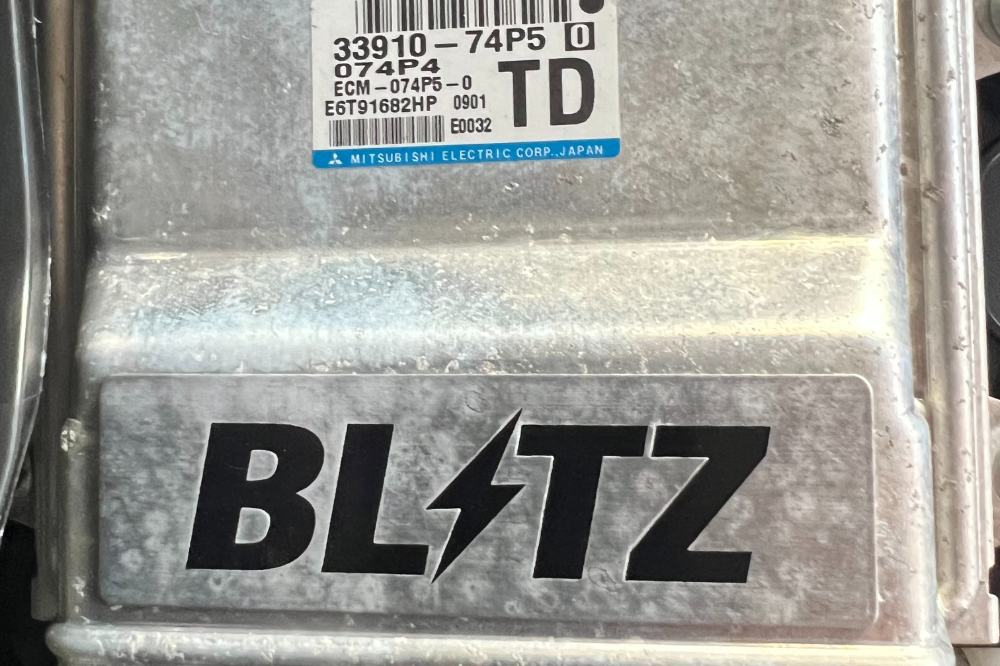 33910-74P5 0
074P4
ECM-074P5-0
E6T91682HP 0901
TD
E0032
MITSUBISHI ELECTRIC CORP.,JAPAN
BLITZ